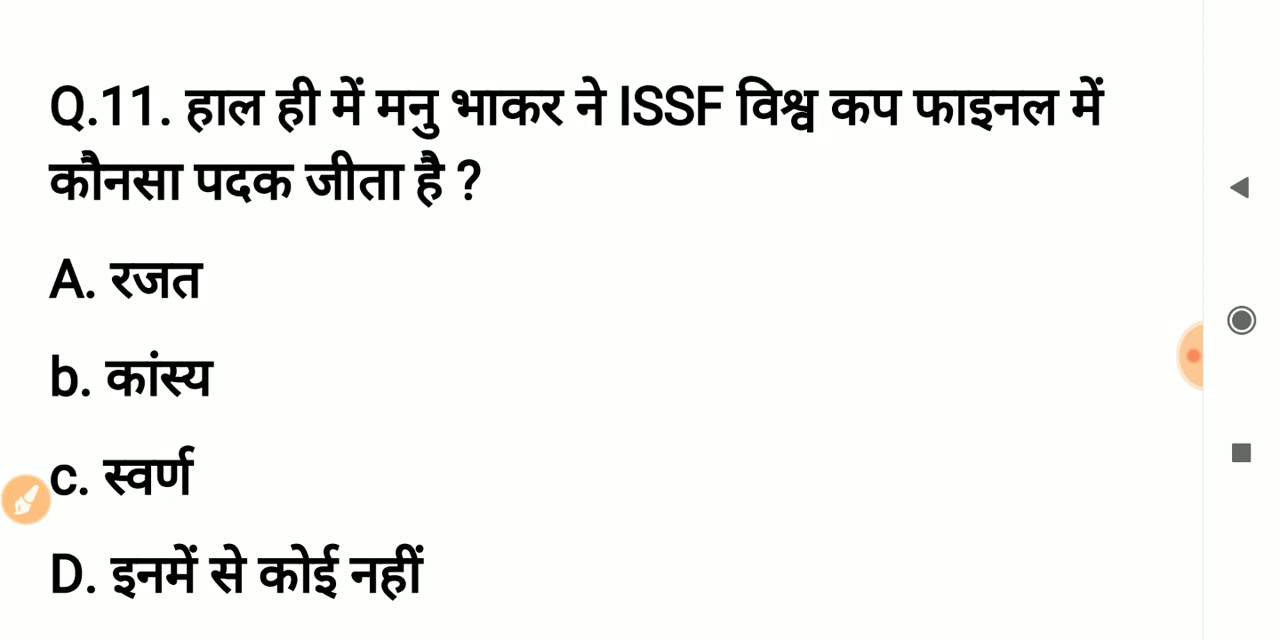 Q.11. हाल ही में मनु भाकर ने ISSF विश्व कप फाइनल में
कौनसा पदक जीता है ?
A. रजत
b. कांस्य
c. स्वर्ण
D. इनमें से कोई नहीं